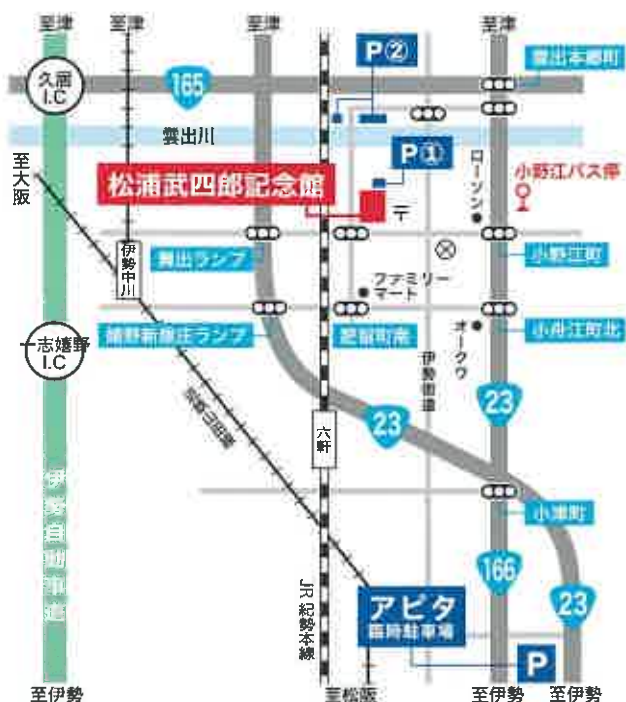 至津
至津
至津
至津
P②
久居
I.C
165
雲出本郷町
雲出川
P①
至大阪
松浦武四郎記念館
〒
ローソン
小野江バス停
伊勢中川
舞出ランプ
小野江町
ファミリー
マート
嬉野新屋庄ランプ
肥留町南
小舟江町北
一志嬉野
I.C
伊勢街道
オークワ
23
23
六軒
伊勢自動車道
小津町
JR 紀勢本線
166
23
アピタ
臨時駐車場
P
至伊勢
至松阪
至伊勢
至伊勢